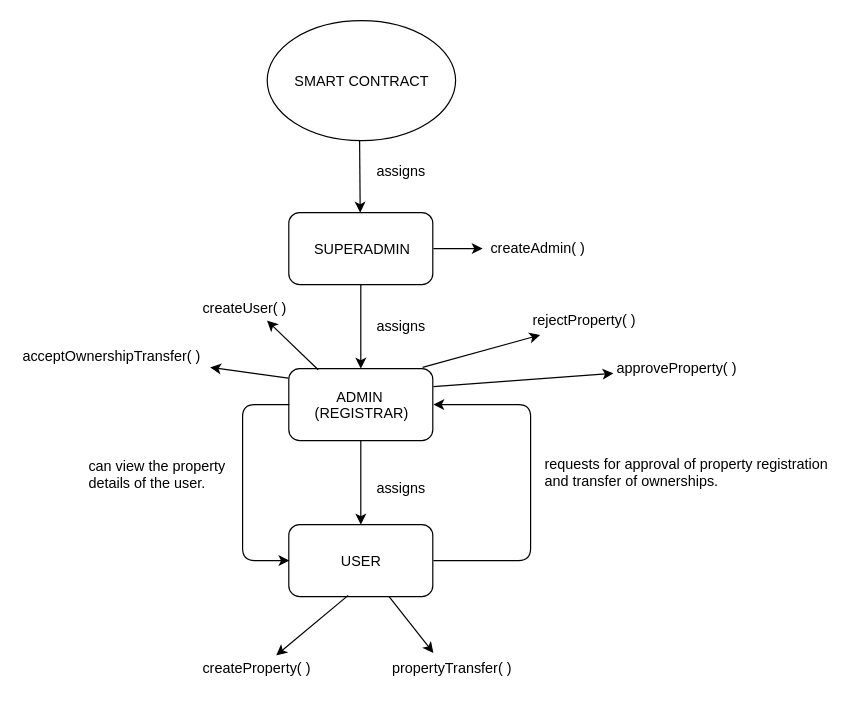 SMART CONTRACT
assigns
SUPERADMIN
createAdmin( )
createUser( )
assigns
rejectProperty( )
acceptOwnershipTransfer( )
approveProperty( )
ADMIN
(REGISTRAR)
can view the property
details of the user.
requests for approval of property registration
and transfer of ownerships.
assigns
USER
createProperty( )
propertyTransfer( )